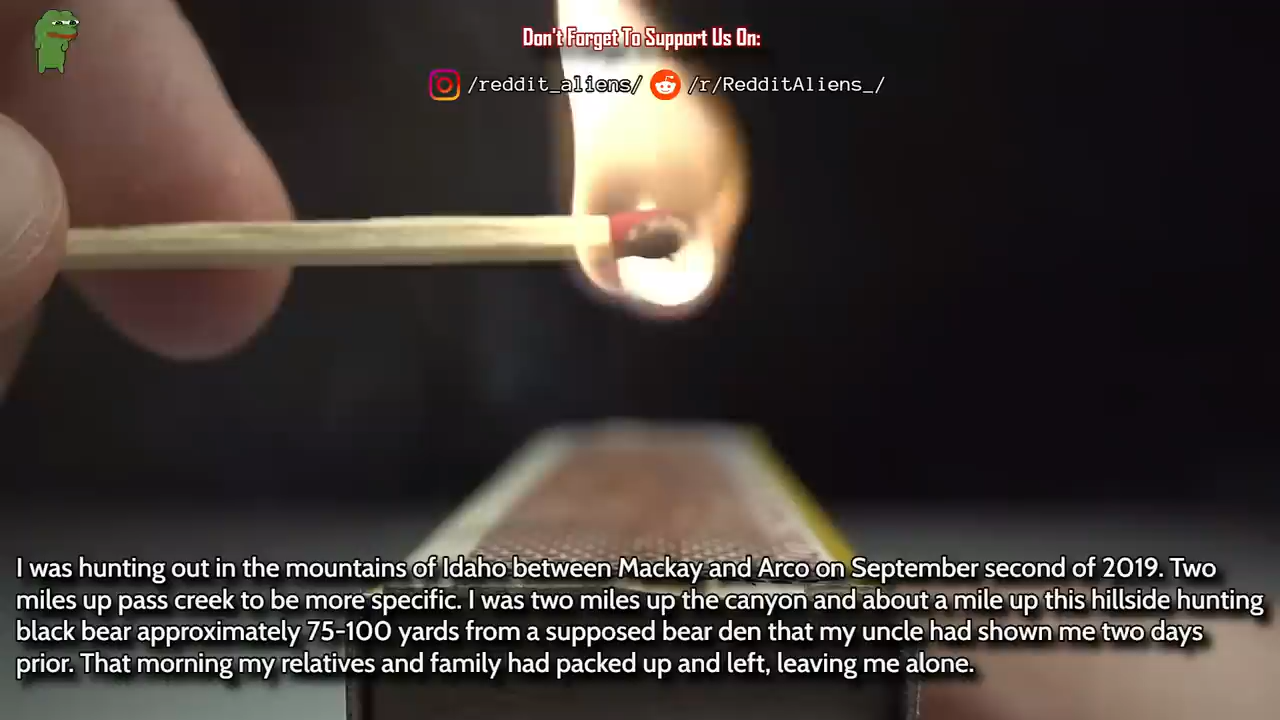 Don't Forget To Support Us On:
/reddit_aliens/ /r/RedditAliens_/
I was hunting out in the mountains of Idaho between Mackay and Arco on September second of 2019. Two
miles up pass creek to be more specific. I was two miles up the canyon and about a mile up this hillside hunting
black bear approximately 75-100 yards from a supposed bear den that my uncle had shown me two days
prior. That morning my relatives and family had packed up and left, leaving me alone.